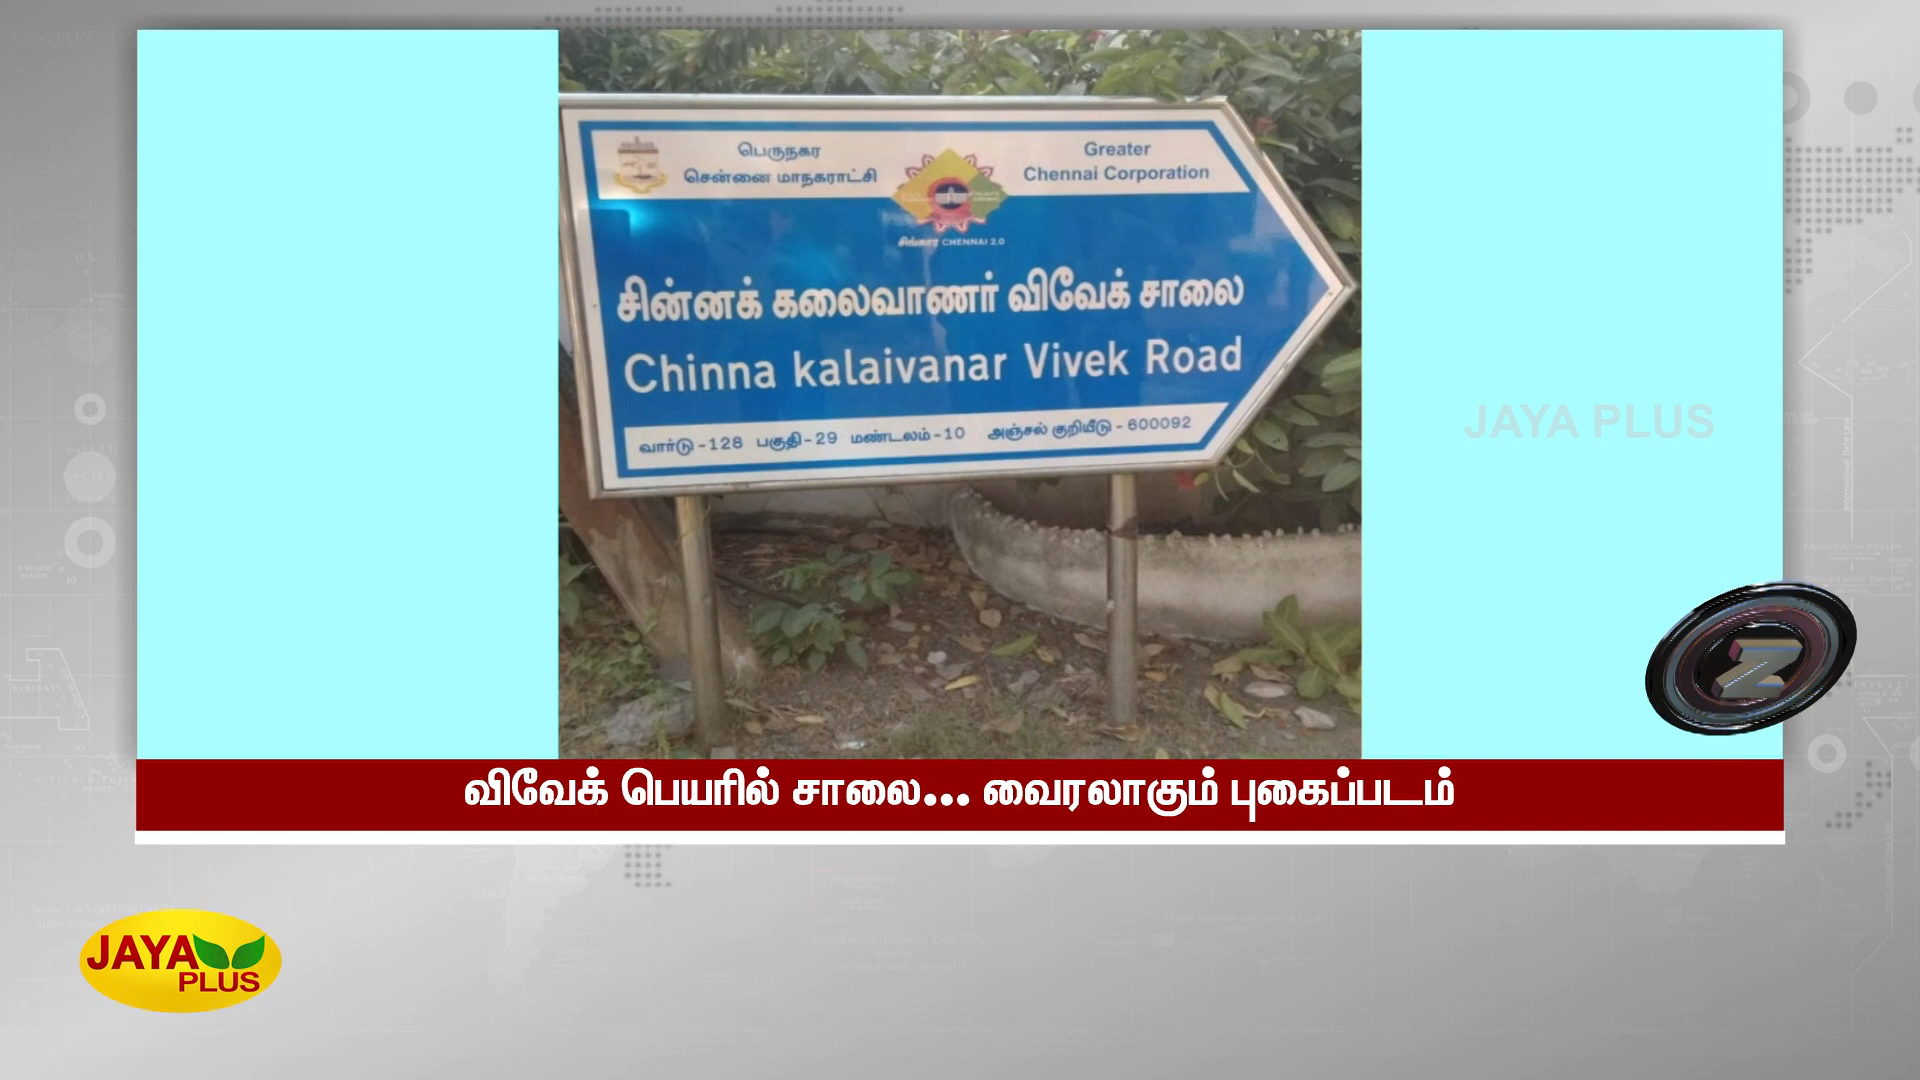 பெருநகர
சென்னை மாநகராட்சி
Greater
Chennai Corporation
சிங்கார CHENNAI 2.0
சின்னக் கலைவாணர் விவேக் சாலை
Chinna kalaivanar Vivek Road
வார்டு -128 பகுதி-29 மண்டலம்-10 அஞ்சல் குறியீடு - 600092
JAYA PLUS
விவேக் பெயரில் சாலை... வைரலாகும் புகைப்படம்
JAYA
PLUS